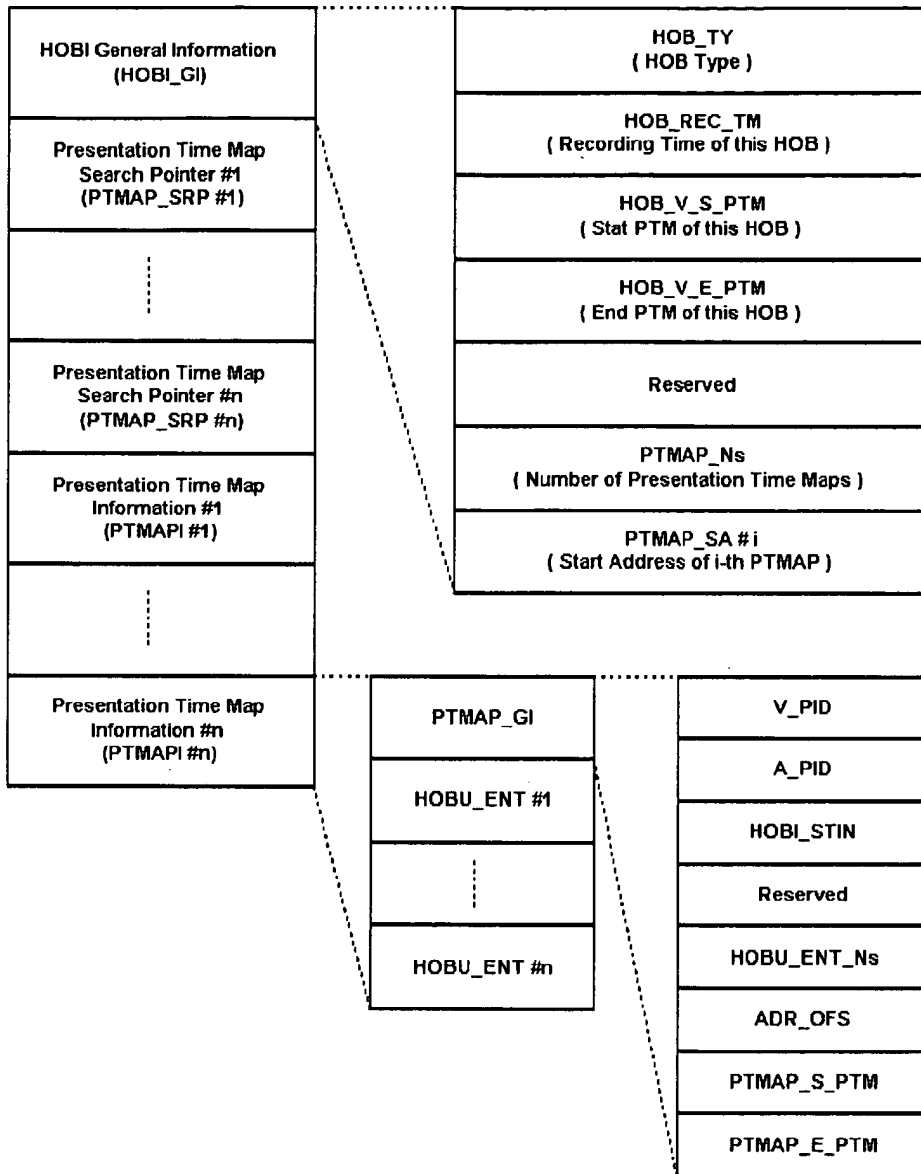 HOBI General Information
(HOBI_GI)
Presentation Time Map
Search Pointer #1
(PTMAP_SRP #1)
Presentation Time Map
Search Pointer #n
(PTMAP_SRP #n)
Presentation Time Map
Information #1
(PTMAPI #1)
Presentation Time Map
Information #n
(PTMAPI #n)
HOB_TY
( HOB Type )
HOB_REC_TM
( Recording Time of this HOB )
HOB_V_S_PTM
( Stat PTM of this HOB )
HOB_V_E_PTM
( End PTM of this HOB )
Reserved
PTMAP_Ns
( Number of Presentation Time Maps )
PTMAP_SA # i
( Start Address of i-th PTMAP )
PTMAP_GI
HOBU_ENT #1
HOBU_ENT #n
V_PID
A_PID
HOBI_STIN
Reserved
HOBU_ENT_Ns
ADR_OFS
PTMAP_S_PTM
PTMAP_E_PTM